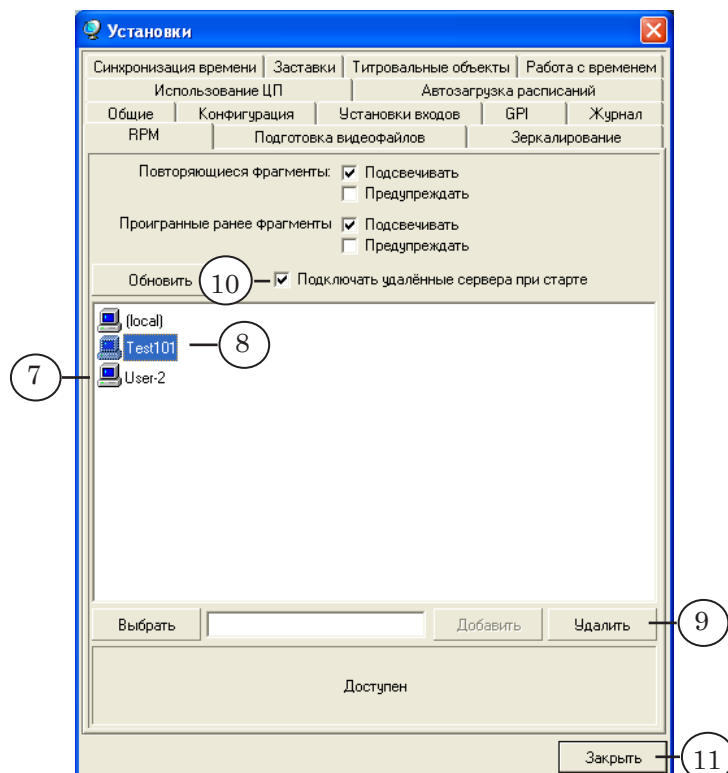 Установки
Синхронизация времени Заставки Титровальные объекты Работа с временем
Использование ЦП Автозагрузка расписаний
Общие Конфигурация Установки входов GPI Журнал
RPM Подготовка видеофайлов Зеркалирование
Повторяющиеся фрагменты: Подсвечивать
Предупреждать
Проигранные ранее фрагменты Подсвечивать
Предупреждать
Обновить 10 Подключать удалённые сервера при старте
(local)
Test101 8
7 User-2
Выбрать Добавить Удалить 9
Доступен
Закрыть 11